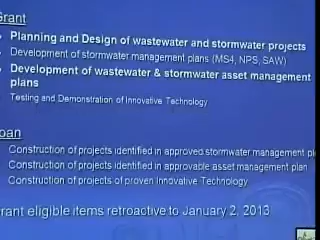 Grant
Planning and Design of wastewater and stormwater projects
Development of stormwater management plans (MS4, NPS, SAW)
Development of wastewater & stormwater asset management
plans
Testing and Demonstration of Innovative Technology
Loan
Construction of projects identified in approved stormwater management pl
Construction of projects identified in approvable asset management plan
Construction of projects of proven Innovative Technology
rant eligible items retroactive to January 2, 2013